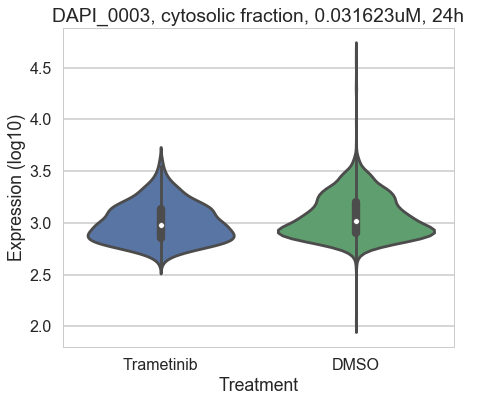 DAPI_0003, cytosolic fraction, 0.031623uM, 24h
Expression (log10)
4.5
4.0
3.5
3.0
2.5
2.0
Trametinib
DMSO
Treatment